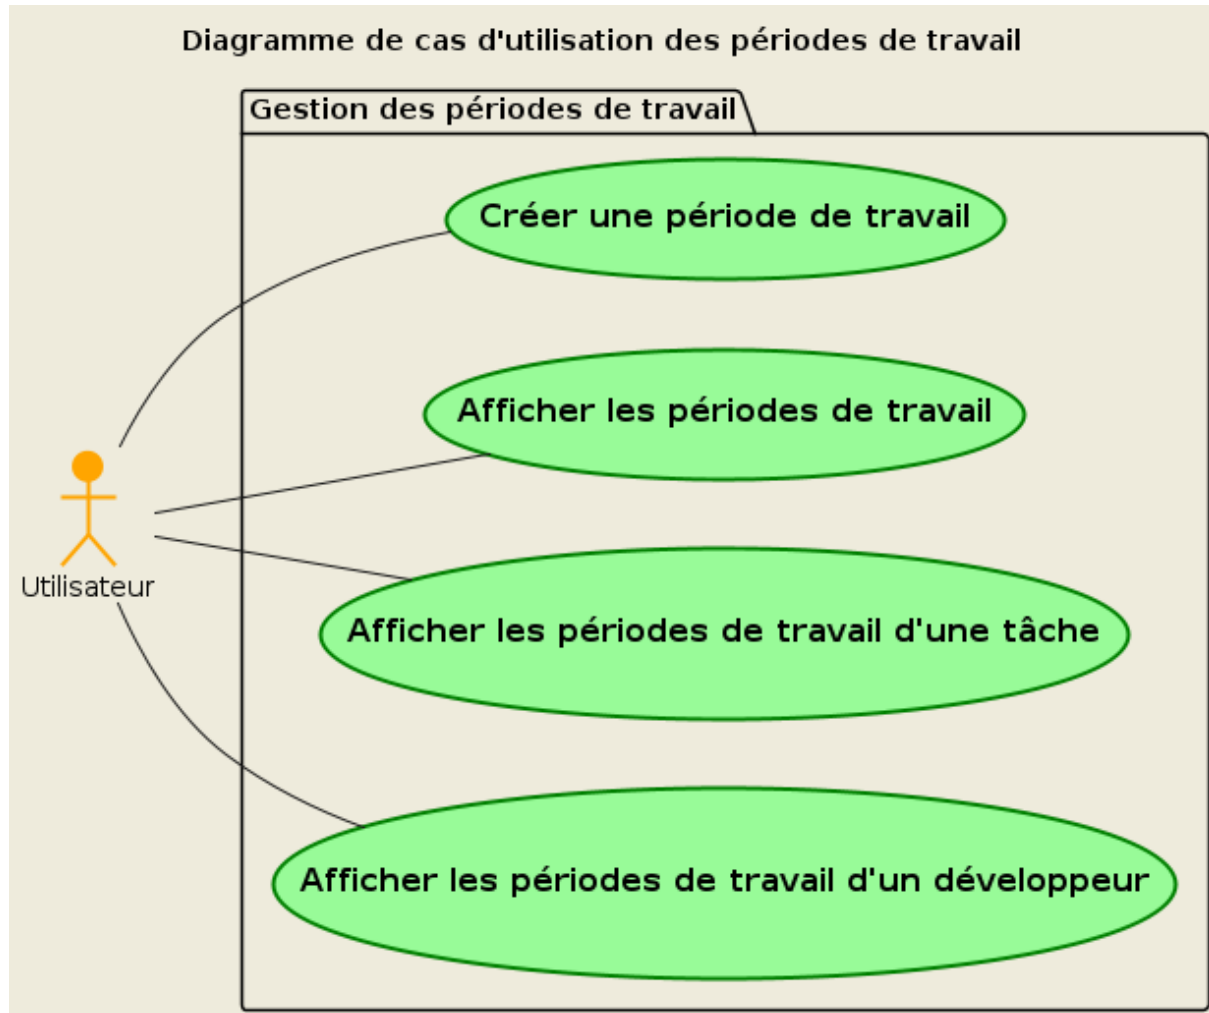 Diagramme de cas d'utilisation des périodes de travail
Gestion des périodes de travail
Créer une période de travail
Afficher les périodes de travail
Utilisateur
Afficher les périodes de travail d'une tâche
Afficher les périodes de travail d'un développeur